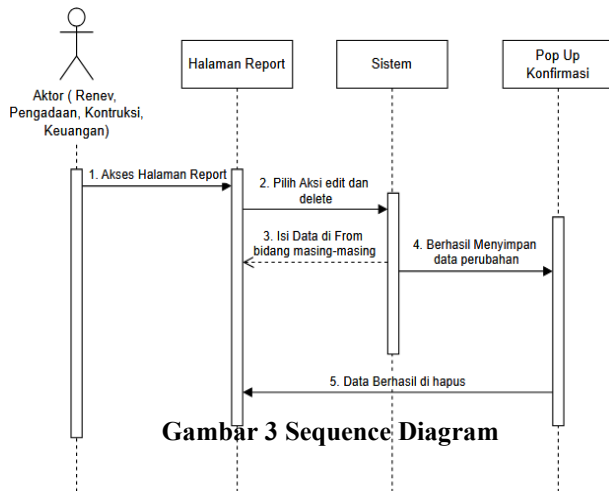 Aktor ( Renev,
Pengadaan, Kontruksi,
Keuangan)
Halaman Report
Sistem
Pop Up
Konfirmasi
1. Akses Halaman Report
2. Pilih Aksi edit dan
delete
3. Isi Data di From
bidang masing-masing
4. Berhasil Menyimpan
data perubahan
5. Data Berhasil di hapus
Gambar 3 Sequence Diagram